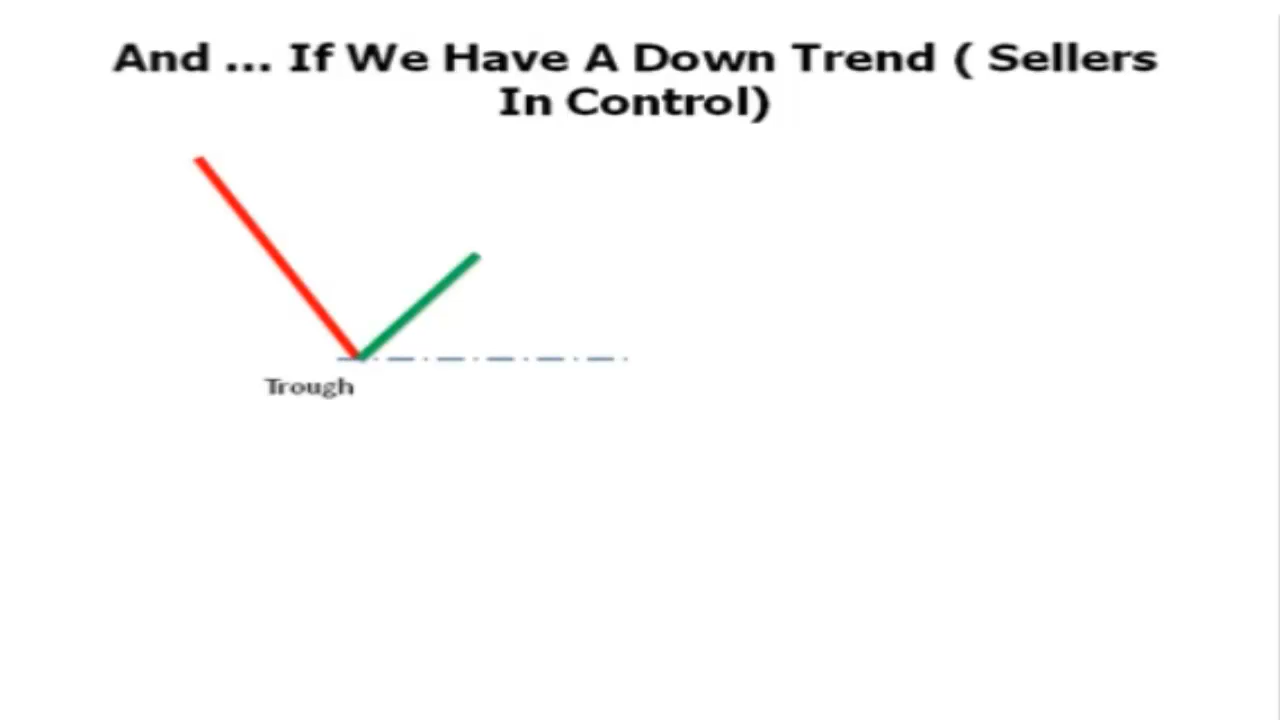 And ... If We Have A Down Trend ( Sellers
In Control)
Trough